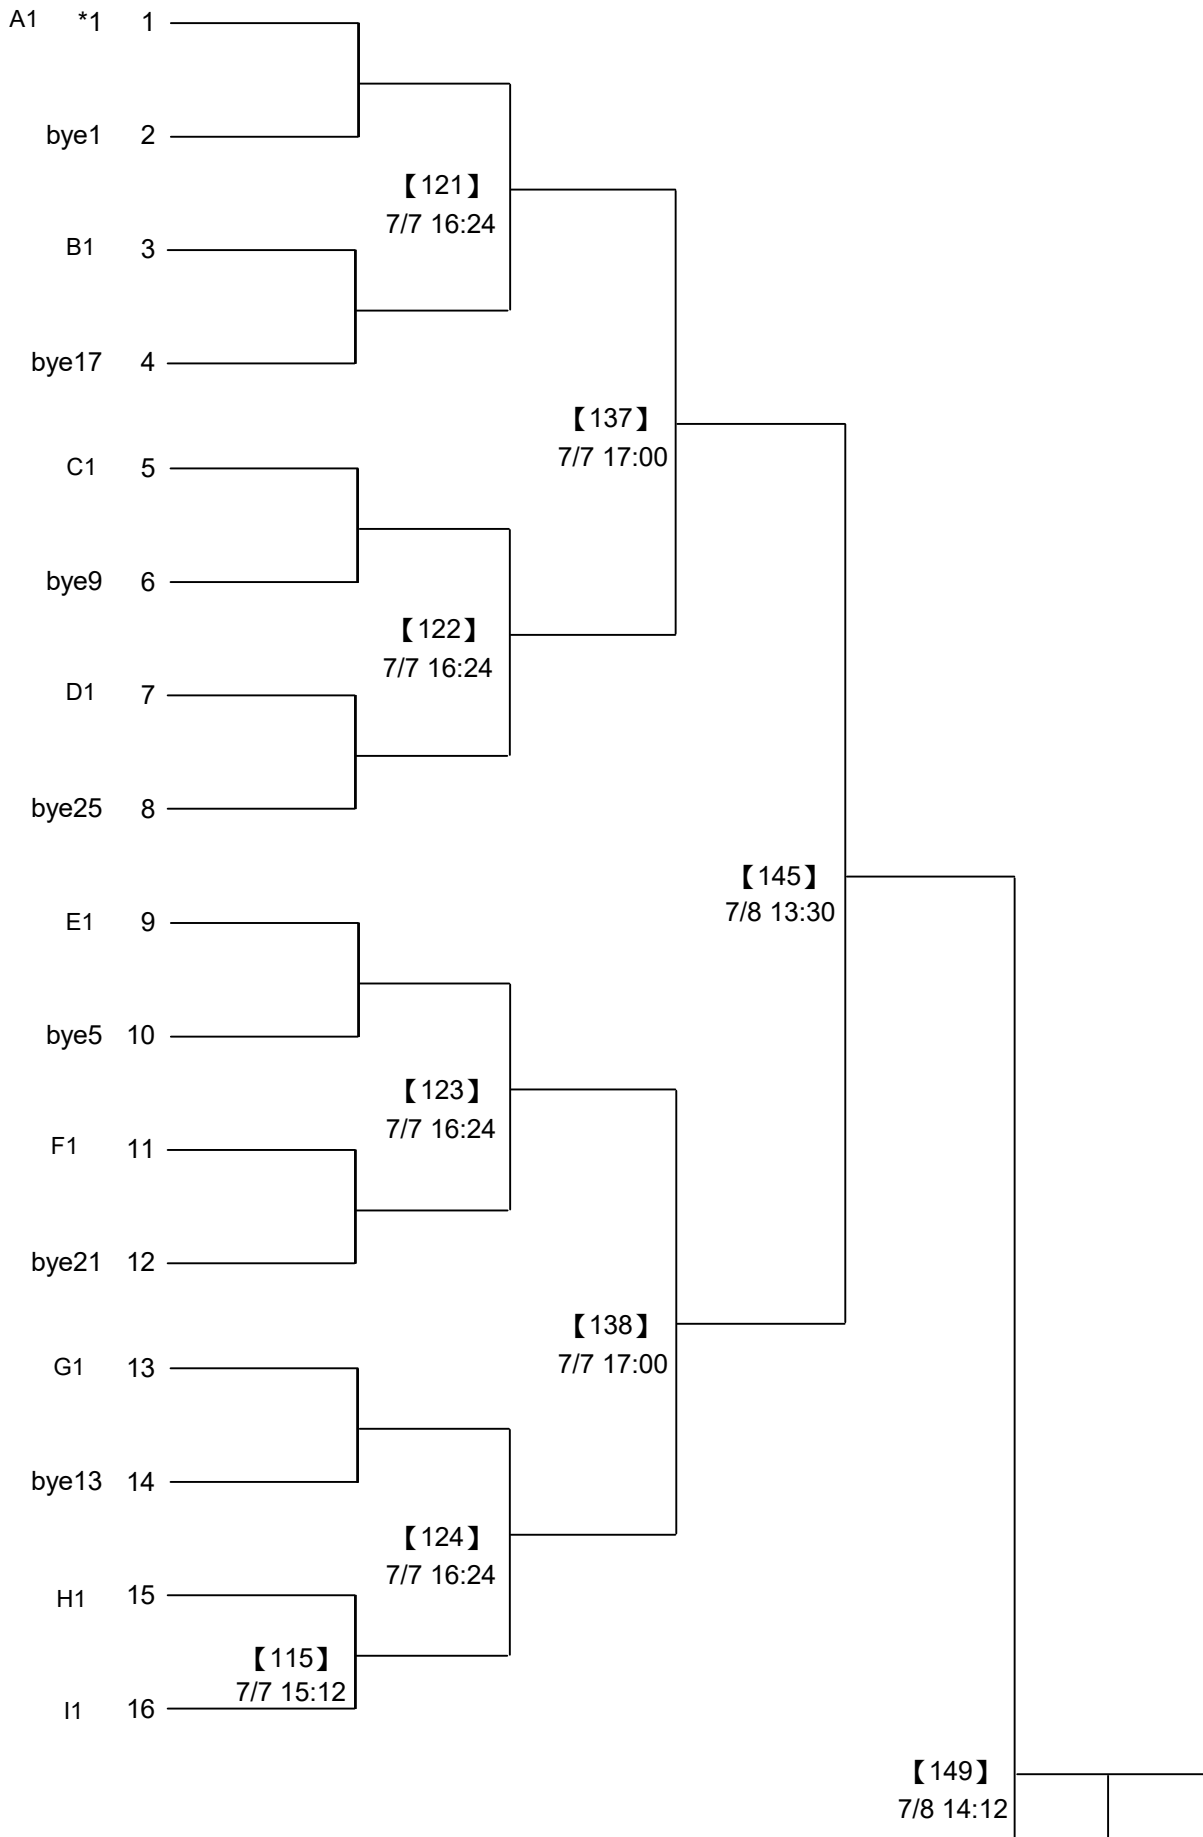 A1 *1 1
bye1 2
【121】
7/7 16:24
B1 3
bye17 4
【137】
7/7 17:00
C1 5
bye9 6
【122】
7/7 16:24
D1 7
bye25 8
【145】
7/8 13:30
E1 9
bye5 10
【123】
7/7 16:24
F1 11
bye21 12
【138】
7/7 17:00
G1 13
bye13 14
【124】
7/7 16:24
H1 15
【115】
7/7 15:12
I1 16
【149】
7/8 14:12